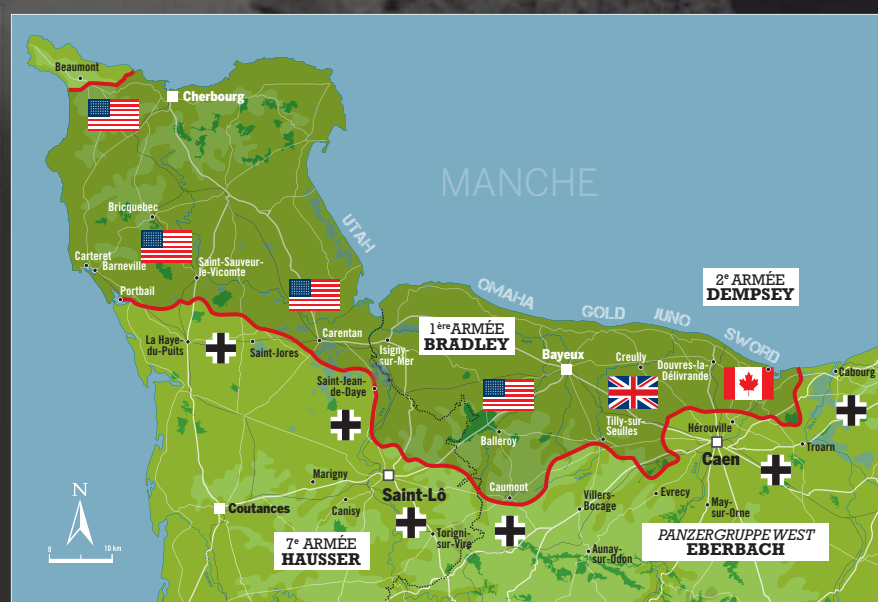 Beaumont
Cherbourg
MANCHE
Bricquebec
UTAH
Carteret
Barneville
Saint-Sauveur-
le-Vicomte
Portbail
OMAHA
GOLD
JUNO
SWORD
2e ARMÉE
DEMPSEY
1ère ARMÉE
BRADLEY
La Haye-
du-Puits
Saint-Jores
Carentan
Isigny-
sur-Mer
Bayeux
Creully
Douvres-la-
Délivrande
Cabourg
Saint-Jean-
de-Daye
Balleroy
Tilly-sur-
Seulles
Hérouville
Caen
Troarn
Marigny
Saint-Lô
Caumont
Villers-
Bocage
Evrecy
May-
sur-Orne
Coutances
Canisy
N
0
10 km
7e ARMÉE
HAUSSER
Torigni-
sur-Vire
Aunay-
sur-Odon
PANZERGRUPPE WEST
EBERBACH